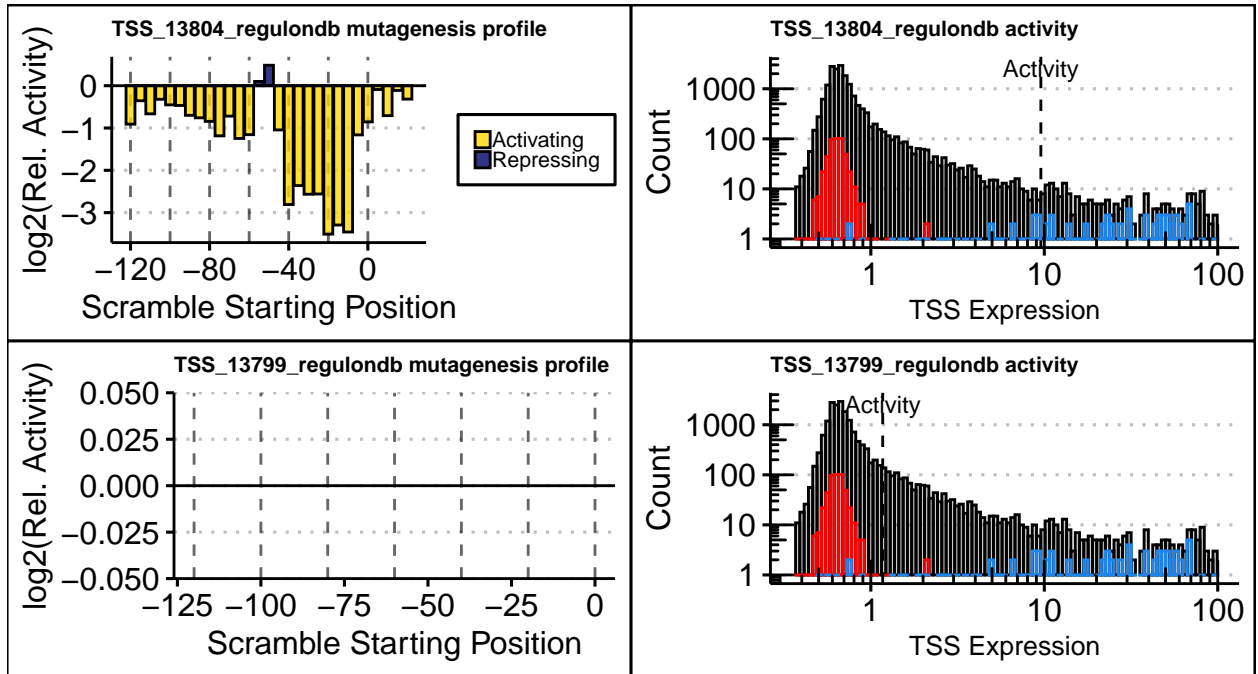 TSS_13804_regulondb mutagenesis profile
log2(Rel. Activity)
0
−1
−2
−3
−120 −80 −40 0
Scramble Starting Position
Activating
Repressing
TSS_13804_regulondb activity
Activity
Count
1000
100
10
1
1 10 100
TSS Expression
TSS_13799_regulondb mutagenesis profile
log2(Rel. Activity)
0.050
0.025
0.000
−0.025
−0.050
−125 −100 −75 −50 −25 0
Scramble Starting Position
TSS_13799_regulondb activity
Activity
Count
1000
100
10
1
1 10 100
TSS Expression